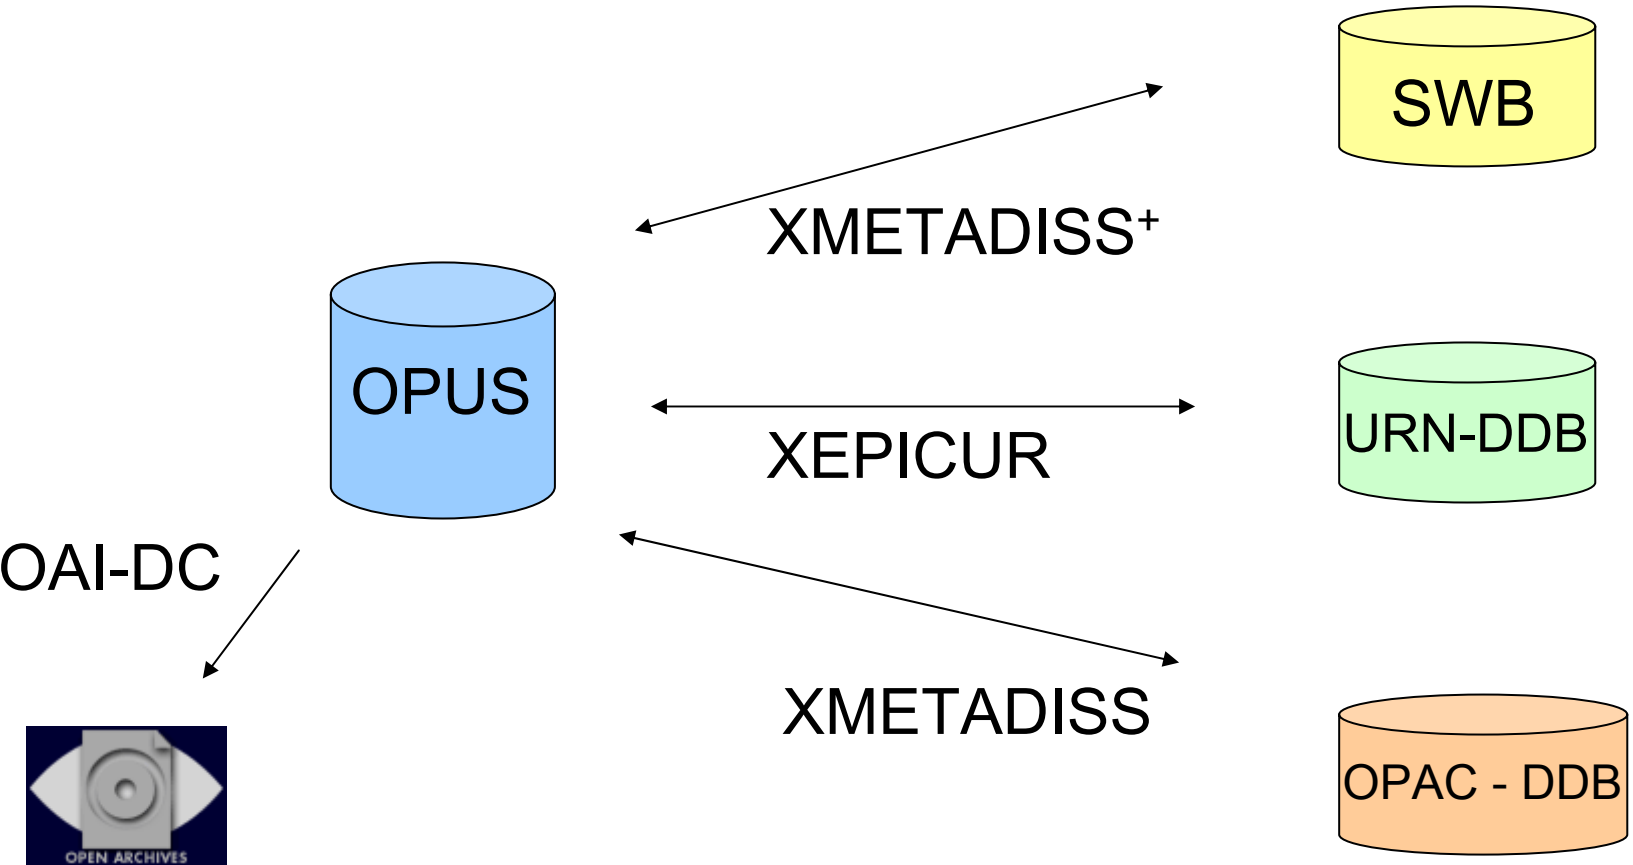 SWB
XMETADISS⁺
OPUS
URN-DDB
XEPICUR
OAI-DC
XMETADISS
OPAC - DDB
OPEN ARCHIVES